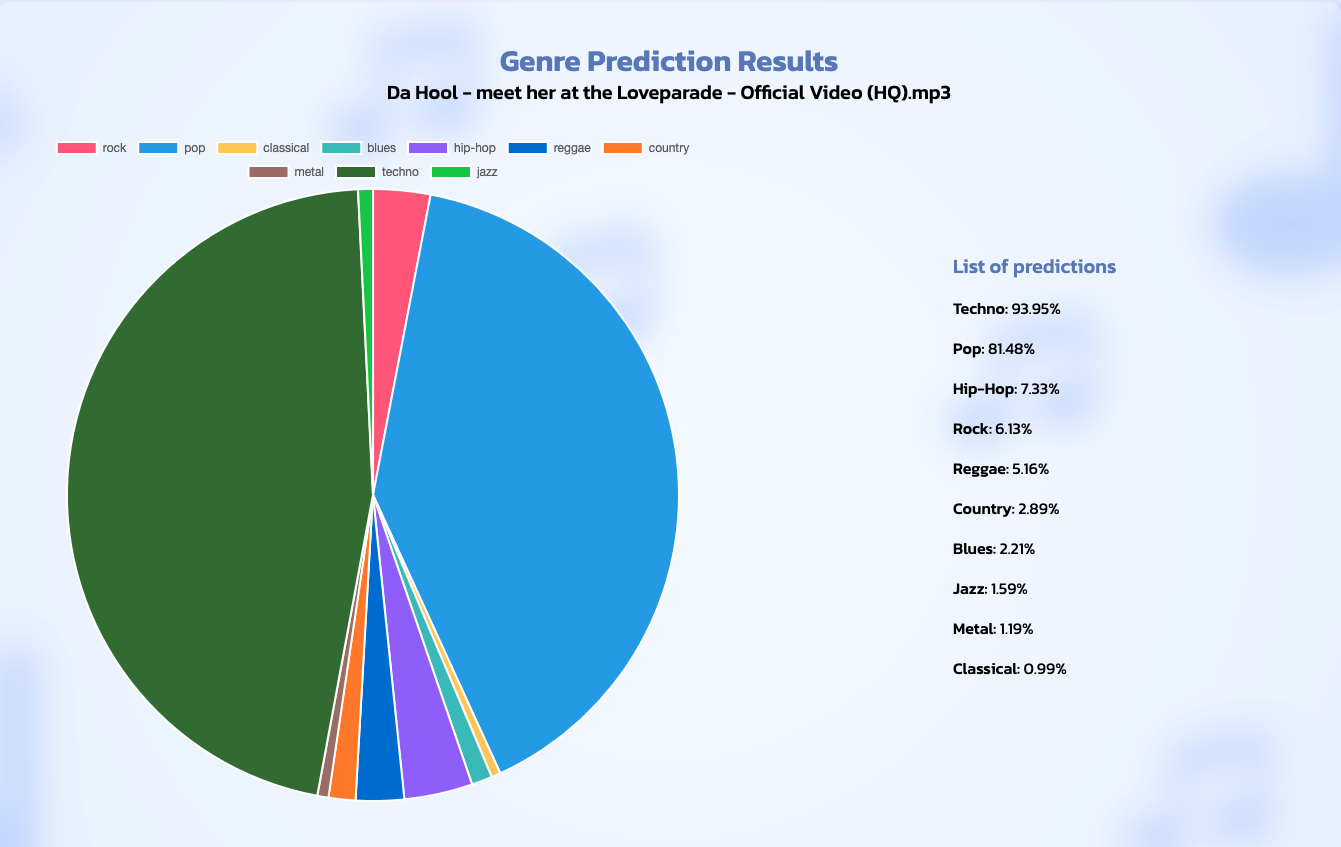 Genre Prediction Results
Da Hool - meet her at the Loveparade - Official Video (HQ).mp3
rock pop classical blues hip-hop reggae country
metal techno jazz
List of predictions
Techno: 93.95%
Pop: 81.48%
Hip-Hop: 7.33%
Rock: 6.13%
Reggae: 5.16%
Country: 2.89%
Blues: 2.21%
Jazz: 1.59%
Metal: 1.19%
Classical: 0.99%